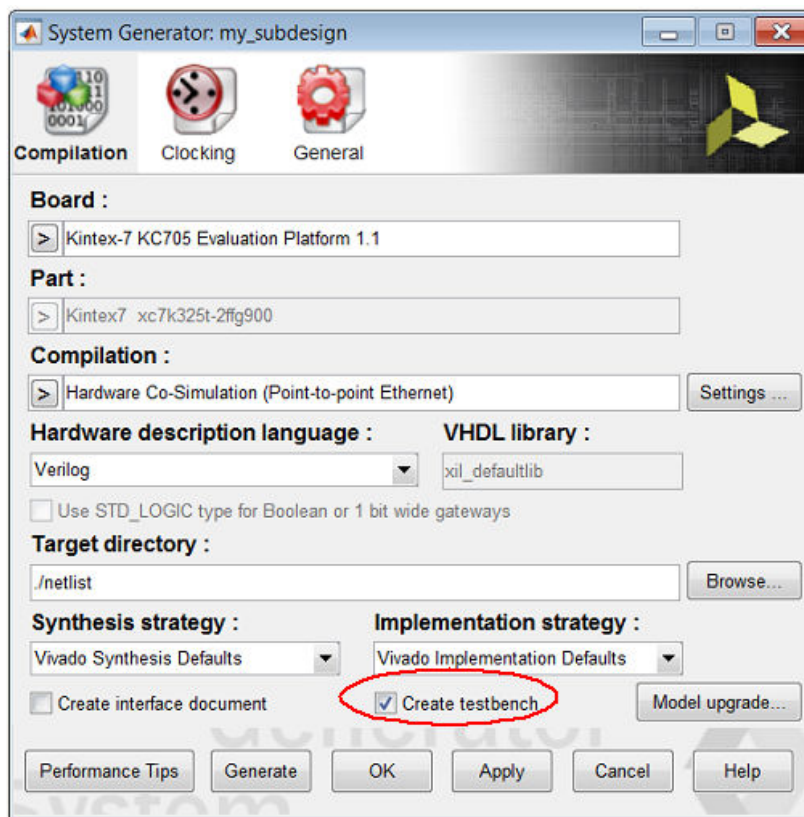 System Generator: my_subdesign
Compilation Clocking General
Board :
> Kintex-7 KC705 Evaluation Platform 1.1
Part :
> Kintex7 xc7k325t-2ffg900
Compilation :
> Hardware Co-Simulation (Point-to-point Ethernet) Settings ...
Hardware description language : VHDL library :
Verilog xil_defaultlib
Use STD_LOGIC type for Boolean or 1 bit wide gateways
Target directory :
./netlist Browse...
Synthesis strategy : Implementation strategy :
Vivado Synthesis Defaults Vivado Implementation Defaults
Create interface document Create testbench Model upgrade...
Performance Tips Generate OK Apply Cancel Help
System